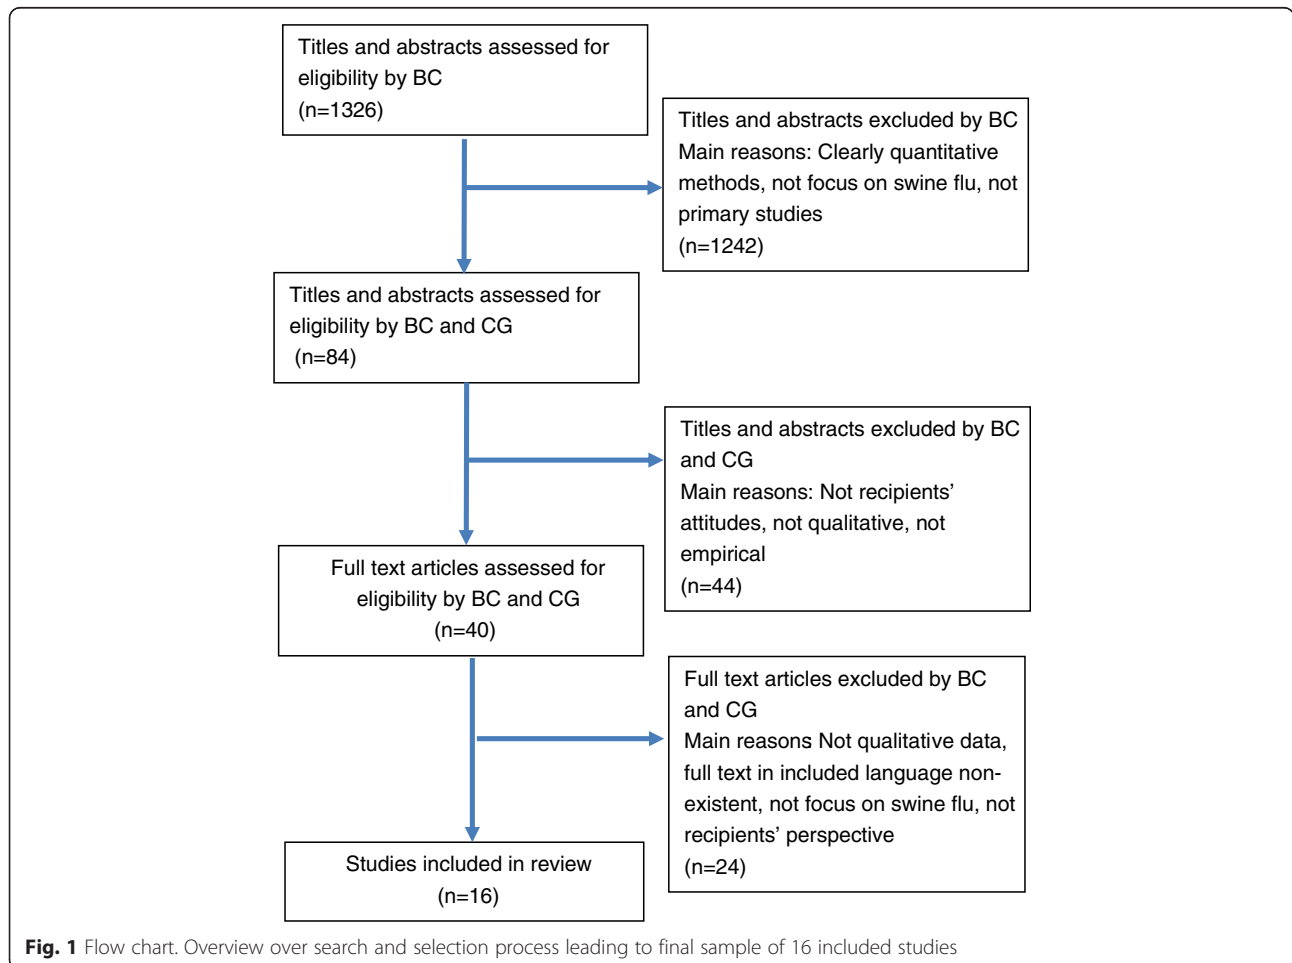 Titles and abstracts assessed for
eligibility by BC
(n=1326)
Titles and abstracts excluded by BC
Main reasons: Clearly quantitative
methods, not focus on swine flu, not
primary studies
(n=1242)
Titles and abstracts assessed for
eligibility by BC and CG
(n=84)
Titles and abstracts excluded by BC
and CG
Main reasons: Not recipients’
attitudes, not qualitative, not
empirical
(n=44)
Full text articles assessed for
eligibility by BC and CG
(n=40)
Full text articles excluded by BC
and CG
Main reasons Not qualitative data,
full text in included language non-
existent, not focus on swine flu, not
recipients’ perspective
(n=24)
Studies included in review
(n=16)
Fig. 1 Flow chart. Overview over search and selection process leading to final sample of 16 included studies